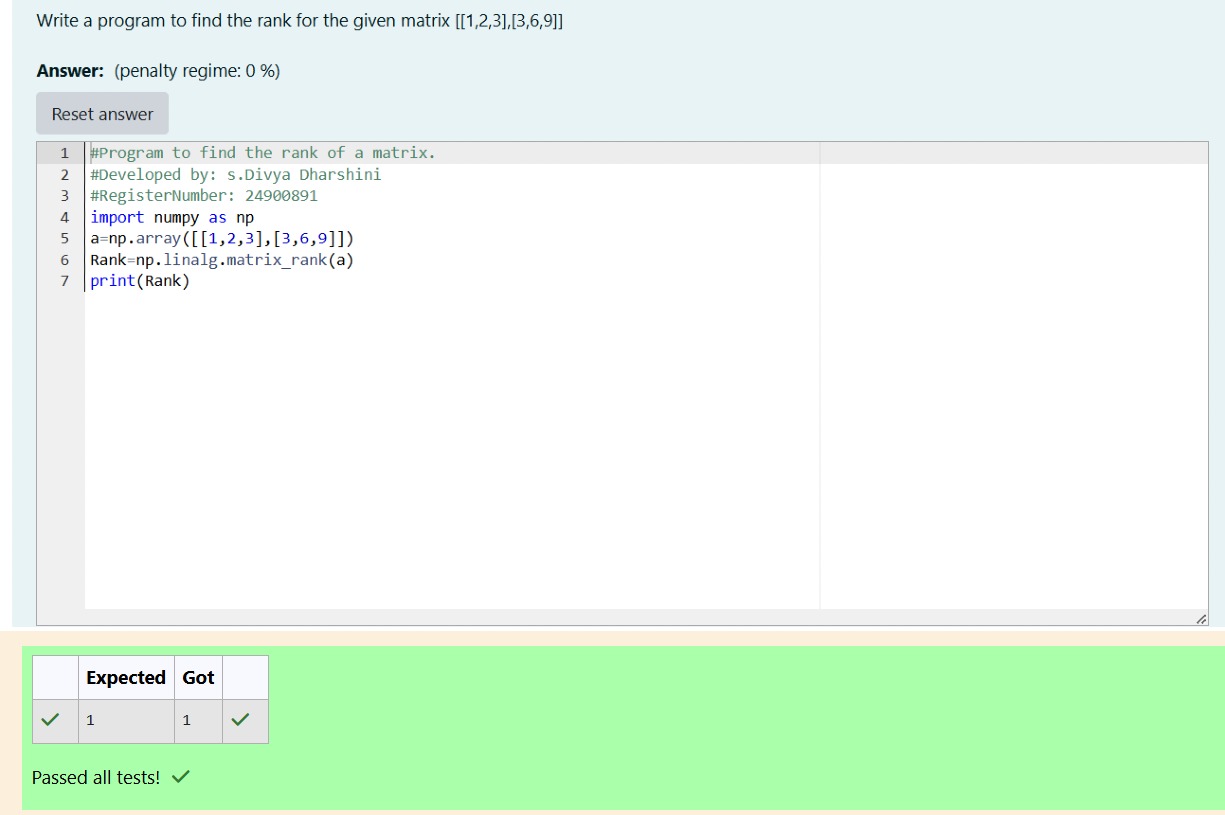 Write a program to find the rank for the given matrix [[1,2,3],[3,6,9]]
Answer: (penalty regime: 0 %)
Reset answer
1 #Program to find the rank of a matrix.
2 #Developed by: s.Divya Dharshini
3 #RegisterNumber: 24900891
4 import numpy as np
5 a=np.array([[1,2,3],[3,6,9]])
6 Rank=np.linalg.matrix_rank(a)
7 print(Rank)
Expected Got
1 1
Passed all tests!